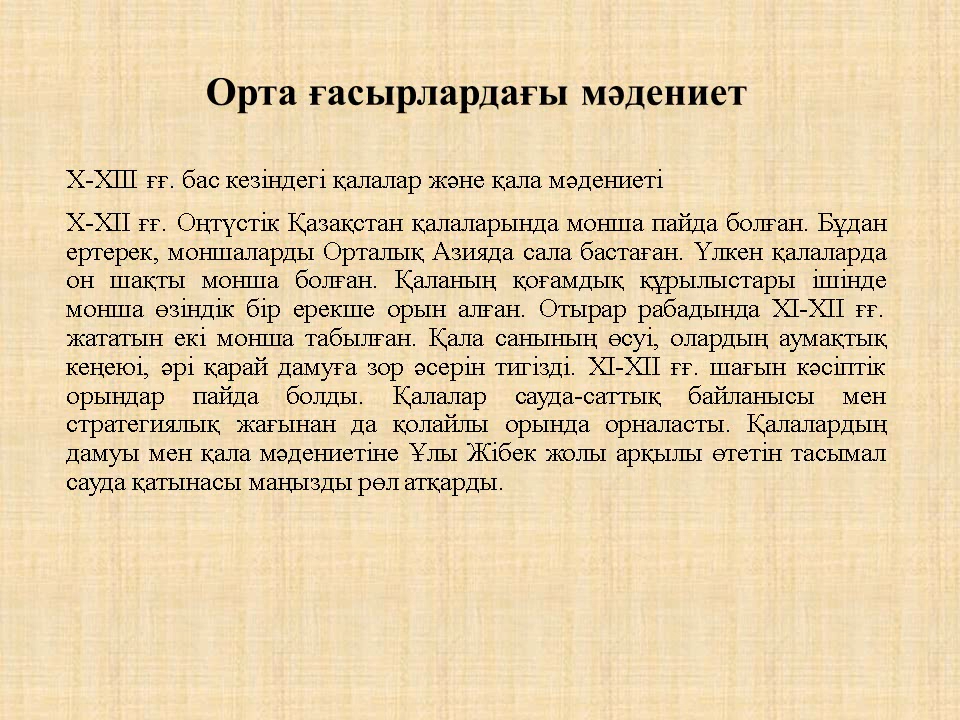 Орта ғасырлардағы мәдениет
X-XIII ғғ. бас кезіндегі қалалар және қала мәдениеті
X-XII ғғ. Оңтүстік Қазақстан қалаларында монша пайда болған. Бұдан
ертерек, моншаларды Орталық Азияда сала бастаған. Үлкен қалаларда
он шақты монша болған. Қаланың қоғамдық құрылыстары ішінде
монша өзіндік бір ерекше орын алған. Отырар рабадында XI-XII ғғ.
жататын екі монша табылған. Қала санының өсуі, олардың аумақтық
кеңеюі, әрі қарай дамуға зор әсерін тигізді. XI-XII ғғ. шағын кәсіптік
орындар пайда болды. Қалалар сауда-саттық байланысы мен
стратегиялық жағынан да қолайлы орында орналасты. Қалалардың
дамуы мен қала мәдениетіне Ұлы Жібек жолы арқылы өтетін тасымал
сауда қатынасы маңызды рөл атқарды.